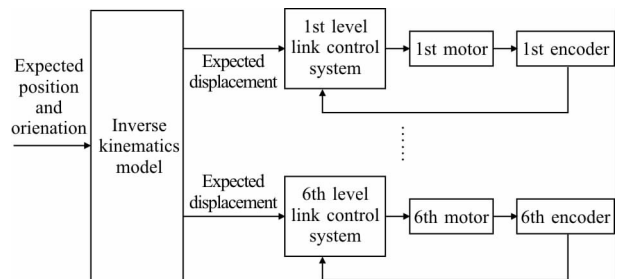 Expected
position
and
orienation
Inverse
kinematics
model
Expected
displacement
1st level
link control
system
1st motor
1st encoder
Expected
displacement
6th level
link control
system
6th motor
6th encoder